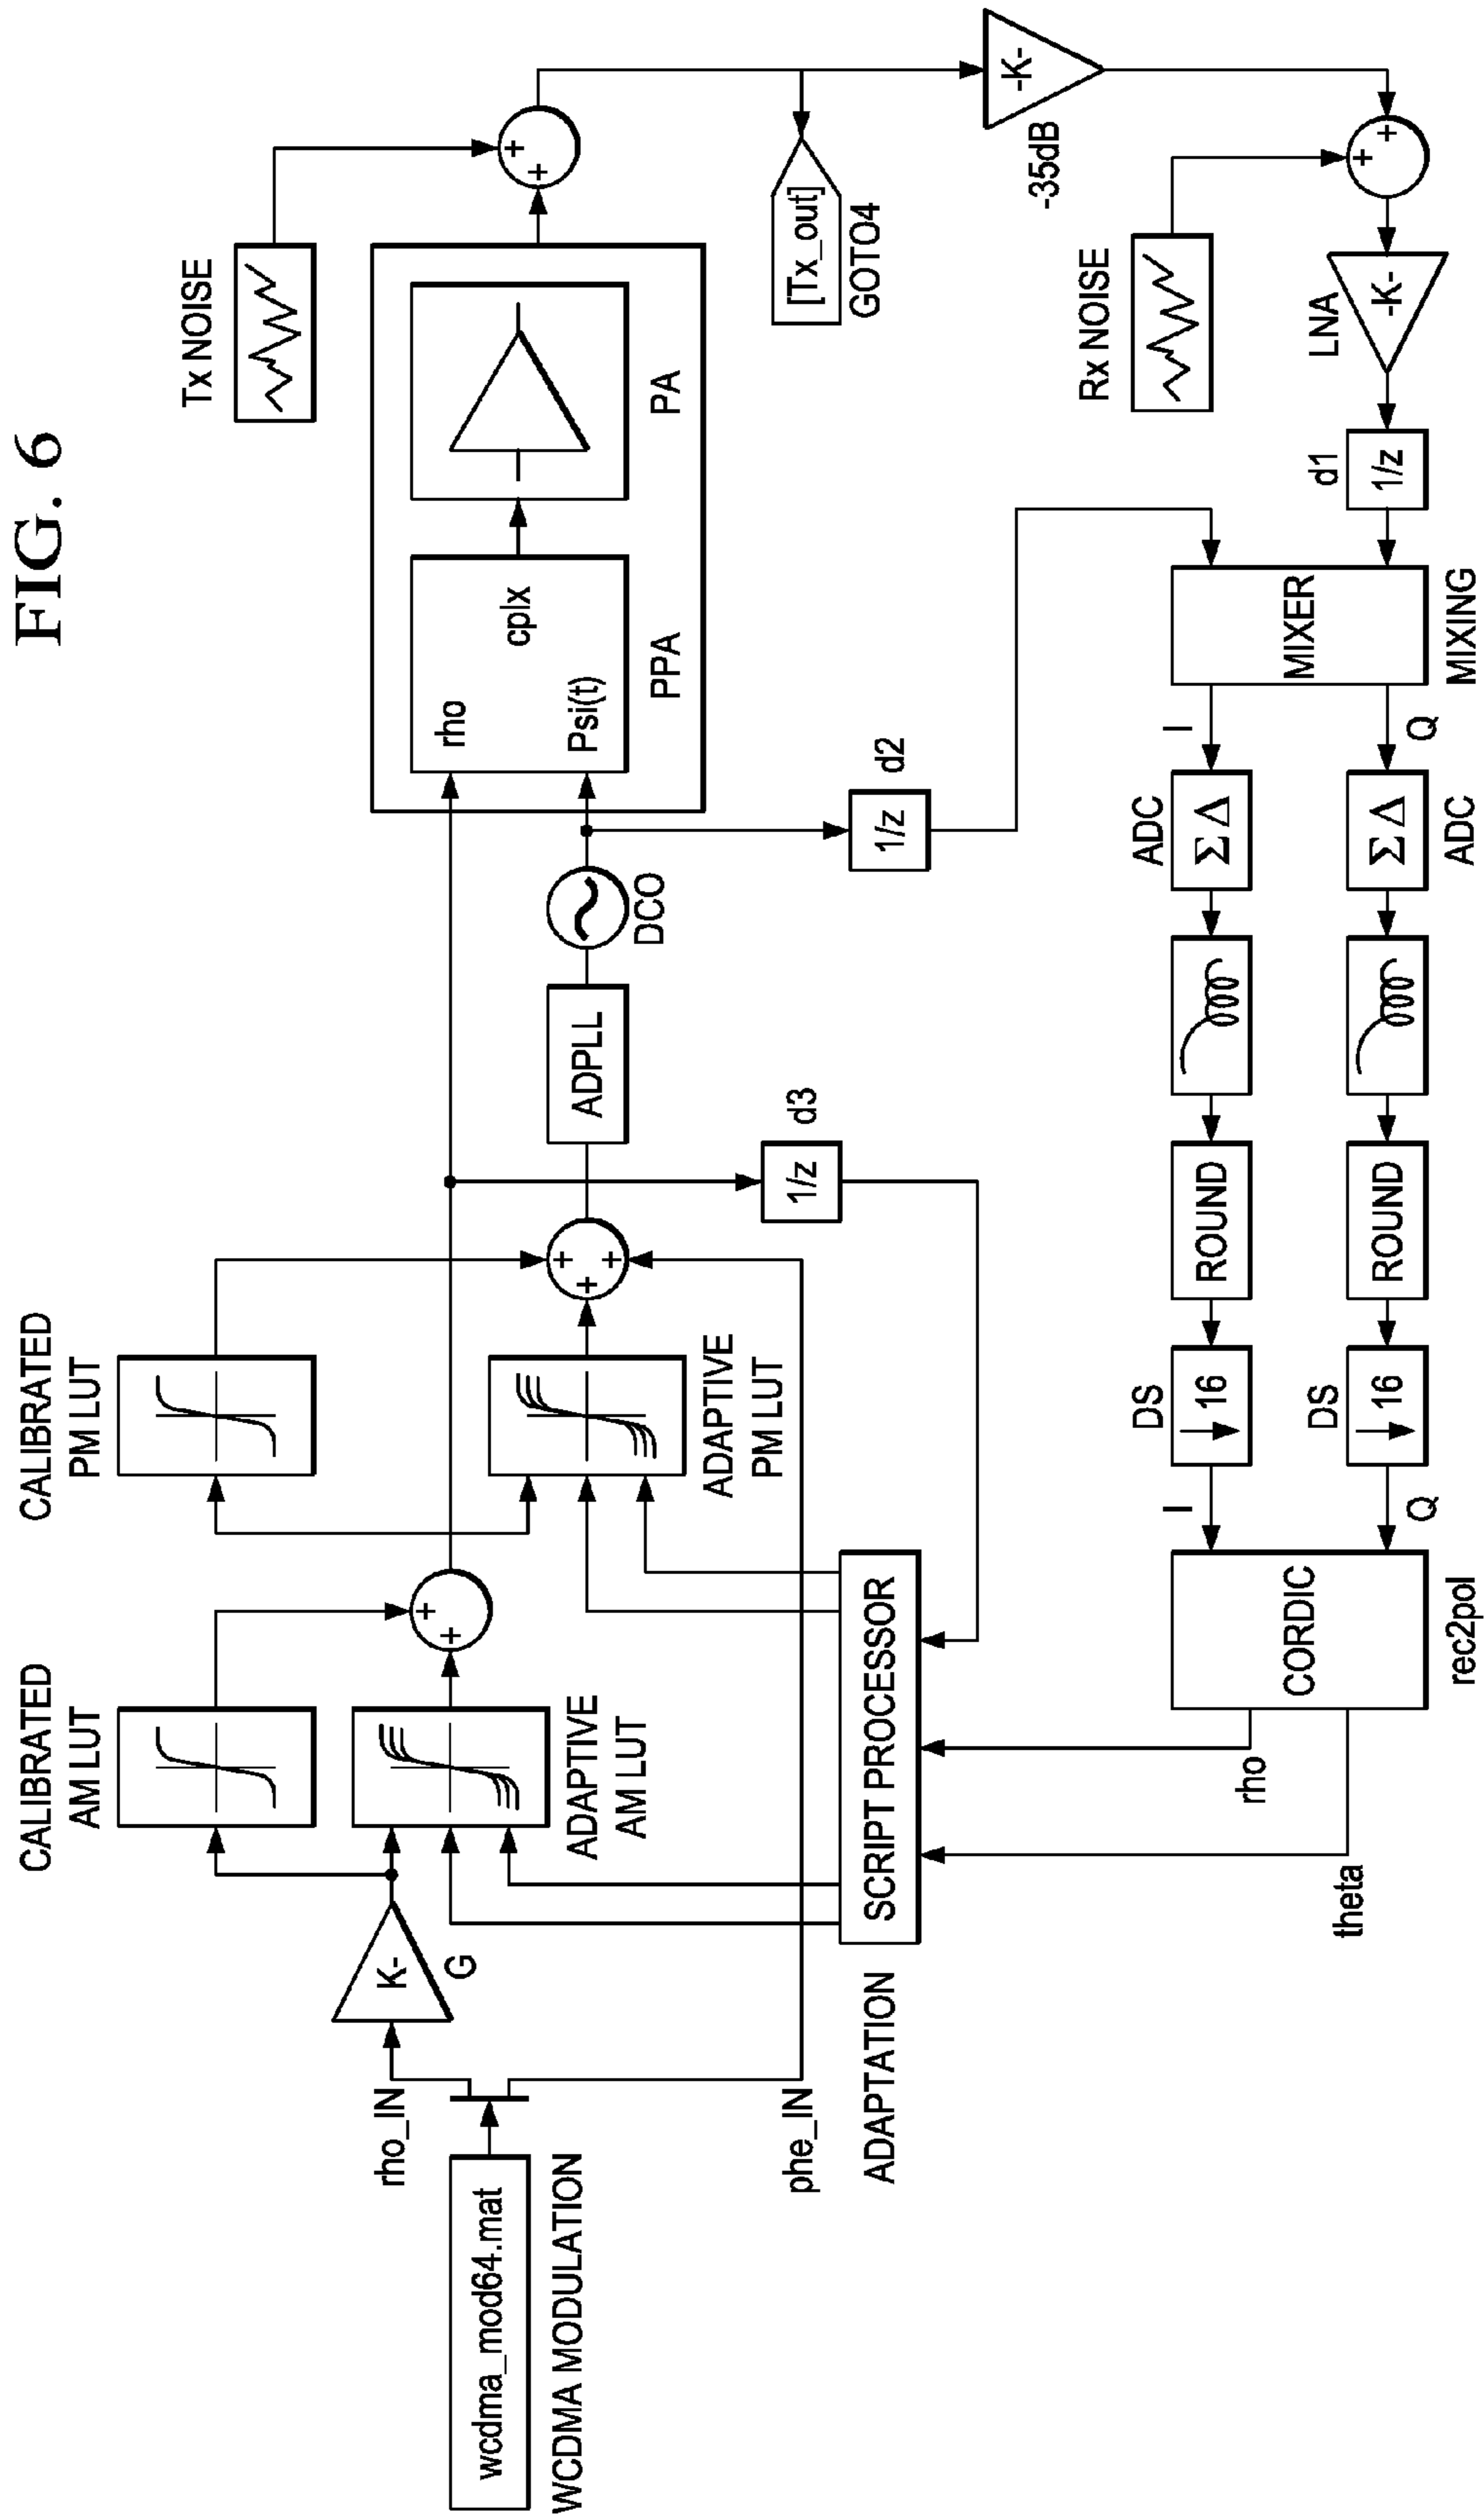 FIG. 6
CALIBRATED
AM LUT
CALIBRATED
PM LUT
Tx NOISE
rho_IN
K-
G
ADAPTIVE
AM LUT
+
+
ADAPTIVE
PM LUT
+
+
+
ADPLL
DCO
rho
Psi(t)
cplx
PPA
PA
+
+
wcdma_mod64.mat
WCDMA MODULATION
phe_IN
ADAPTATION
SCRIPT PROCESSOR
1/z
d3
1/z
d2
[Tx_out]
GOTO4
-K-
-35dB
theta
rho
CORDIC
rec2pol
I
Q
DS
↓16
DS
↓16
ROUND
ROUND
ADC
Σ Δ
Σ Δ
ADC
I
Q
MIXER
MIXING
d1
1/z
LNA
-K-
Rx NOISE
+
+